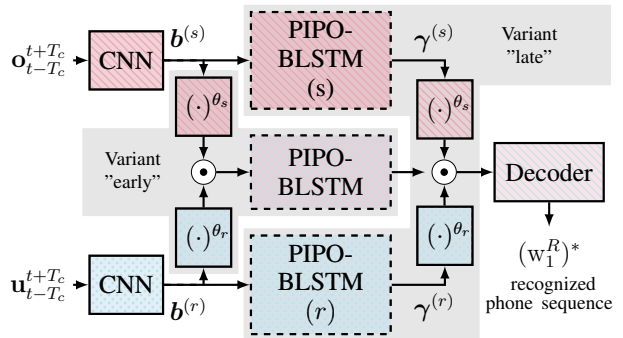 o_{t-T_c}^{t+T_c}
CNN
b^{(s)}
PIPO-
BLSTM
(s)
γ^{(s)}
Variant
"late"
(·)^{θ_s}
(·)^{θ_s}
Variant
"early"
PIPO-
BLSTM
Decoder
(·)^{θ_r}
(·)^{θ_r}
u_{t-T_c}^{t+T_c}
CNN
b^{(r)}
PIPO-
BLSTM
(r)
γ^{(r)}
(w_1^R)^*
recognized
phone sequence